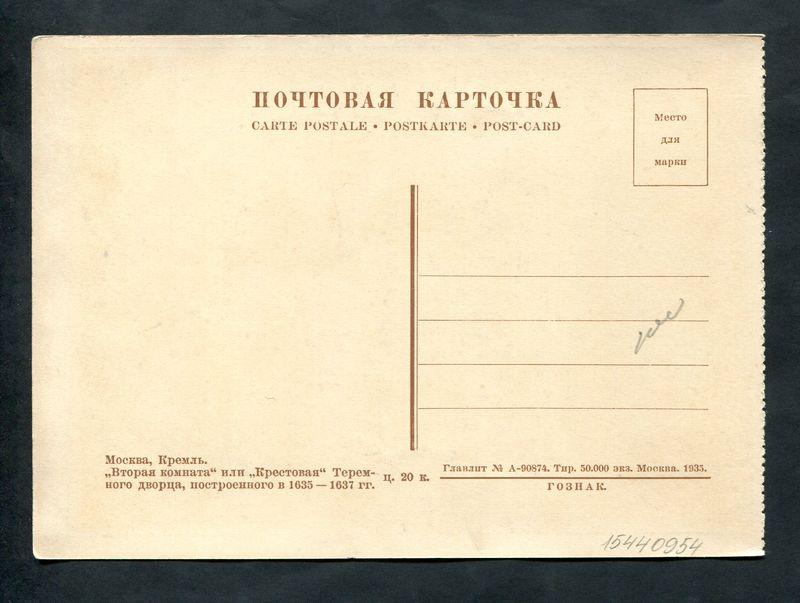 ПОЧТОВАЯ КАРТОЧКА
CARTE POSTALE • POSTKARTE • POST-CARD
Место
для
марки
Москва, Кремль.
„Вторая комната“ или „Крестовая“ Терем-
ного дворца, построенного в 1635—1637 гг.
ц. 20 к.
Главлит № А-90874. Тир. 50.000 экз. Москва. 1935.
ГОЗНАК.
15440954